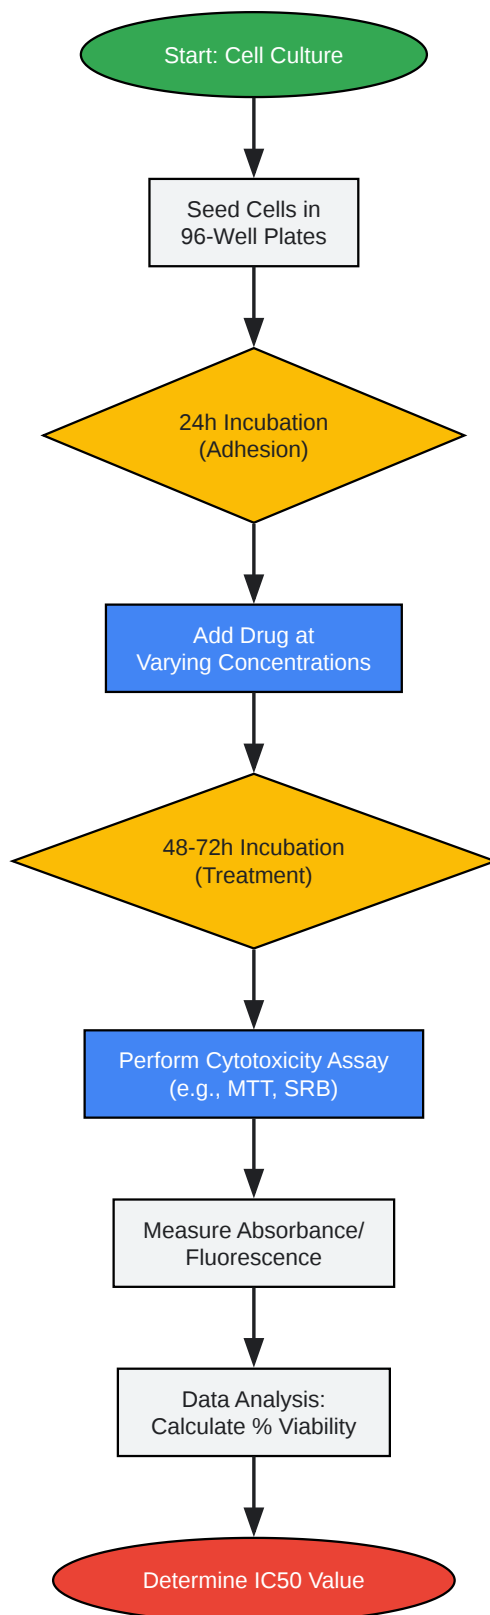 Start: Cell Culture
Seed Cells in
96-Well Plates
24h Incubation
(Adhesion)
Add Drug at
Varying Concentrations
48-72h Incubation
(Treatment)
Perform Cytotoxicity Assay
(e.g., MTT, SRB)
Measure Absorbance/
Fluorescence
Data Analysis:
Calculate % Viability
Determine IC50 Value